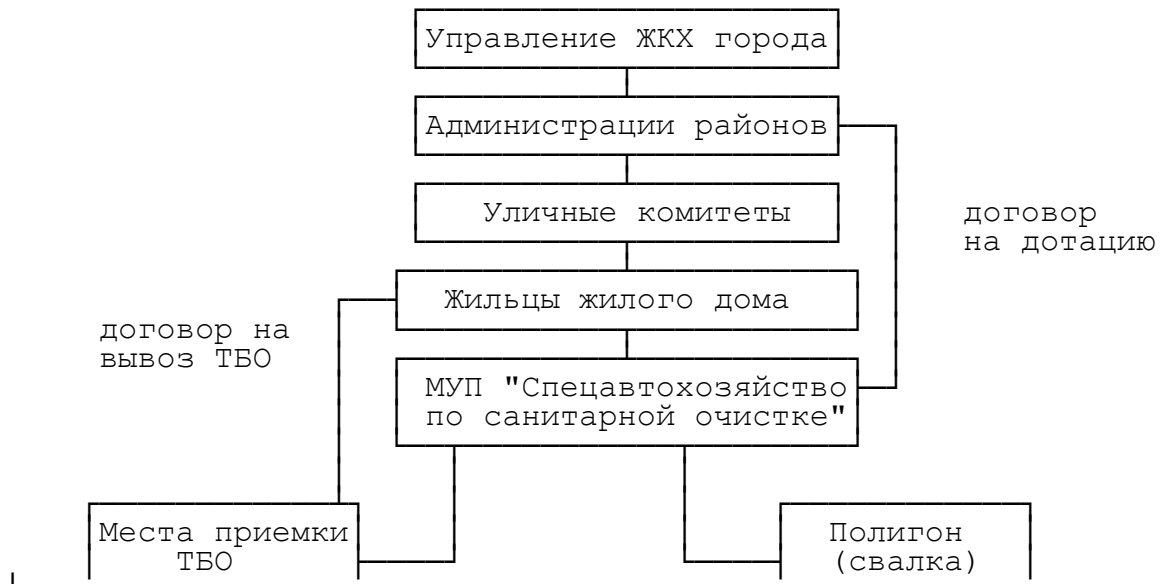 Управление ЖКХ города
Администрации районов
Уличные комитеты
договор
на дотацию
Жильцы жилого дома
договор на
вывоз ТБО
МУП "Спецавтохозяйство
по санитарной очистке"
Места приемки
ТБО
Полигон
(свалка)